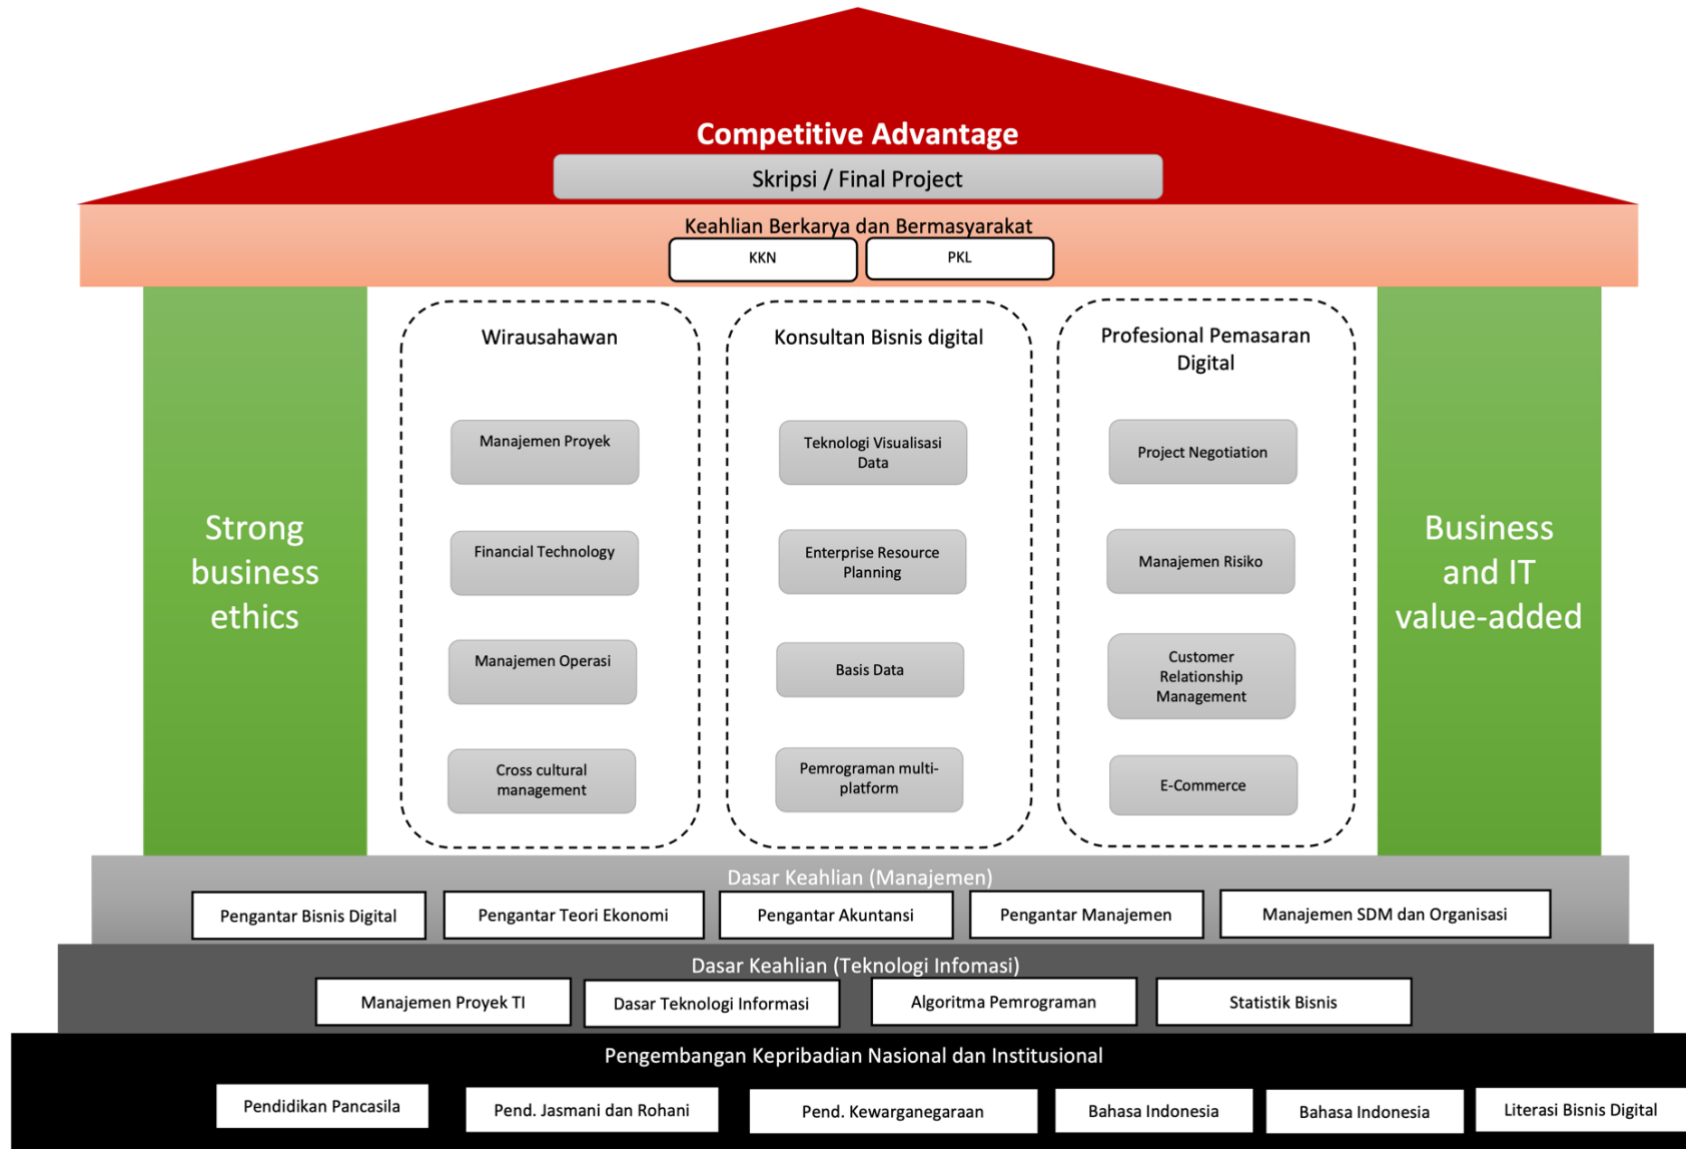 Competitive Advantage
Skripsi / Final Project
Keahlian Berkarya dan Bermasyarakat
KKN
PKL
Strong
business
ethics
Wirausahawan
Manajemen Proyek
Financial Technology
Manajemen Operasi
Cross cultural
management
Konsultan Bisnis digital
Teknologi Visualisasi
Data
Enterprise Resource
Planning
Basis Data
Pemrograman multi-
platform
Profesional Pemasaran
Digital
Project Negotiation
Manajemen Risiko
Customer
Relationship
Management
E-Commerce
Business
and IT
value-added
Dasar Keahlian (Manajemen)
Pengantar Bisnis Digital
Pengantar Teori Ekonomi
Pengantar Akuntansi
Pengantar Manajemen
Manajemen SDM dan Organisasi
Dasar Keahlian (Teknologi Infomasi)
Manajemen Proyek TI
Dasar Teknologi Informasi
Algoritma Pemrograman
Statistik Bisnis
Pengembangan Kepribadian Nasional dan Institusional
Pendidikan Pancasila
Pend. Jasmani dan Rohani
Pend. Kewarganegaraan
Bahasa Indonesia
Bahasa Indonesia
Literasi Bisnis Digital